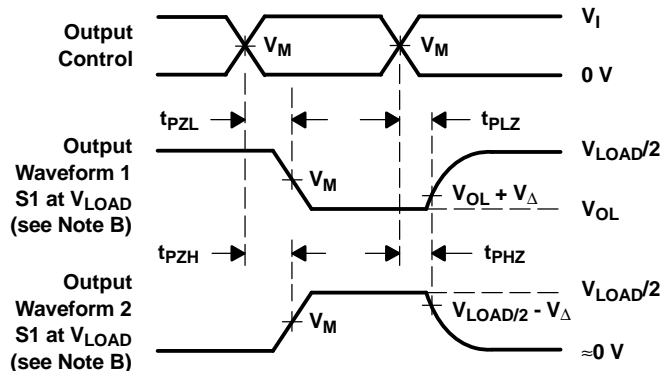 Output
Control
V_M
V_M
V_I
0 V
t_PZL
t_PLZ
Output
Waveform 1
S1 at V_LOAD
(see Note B)
V_M
V_LOAD/2
V_OL + V_Δ
V_OL
t_PZH
t_PHZ
Output
Waveform 2
S1 at V_LOAD
(see Note B)
V_M
V_LOAD/2
V_LOAD/2 - V_Δ
≈0 V